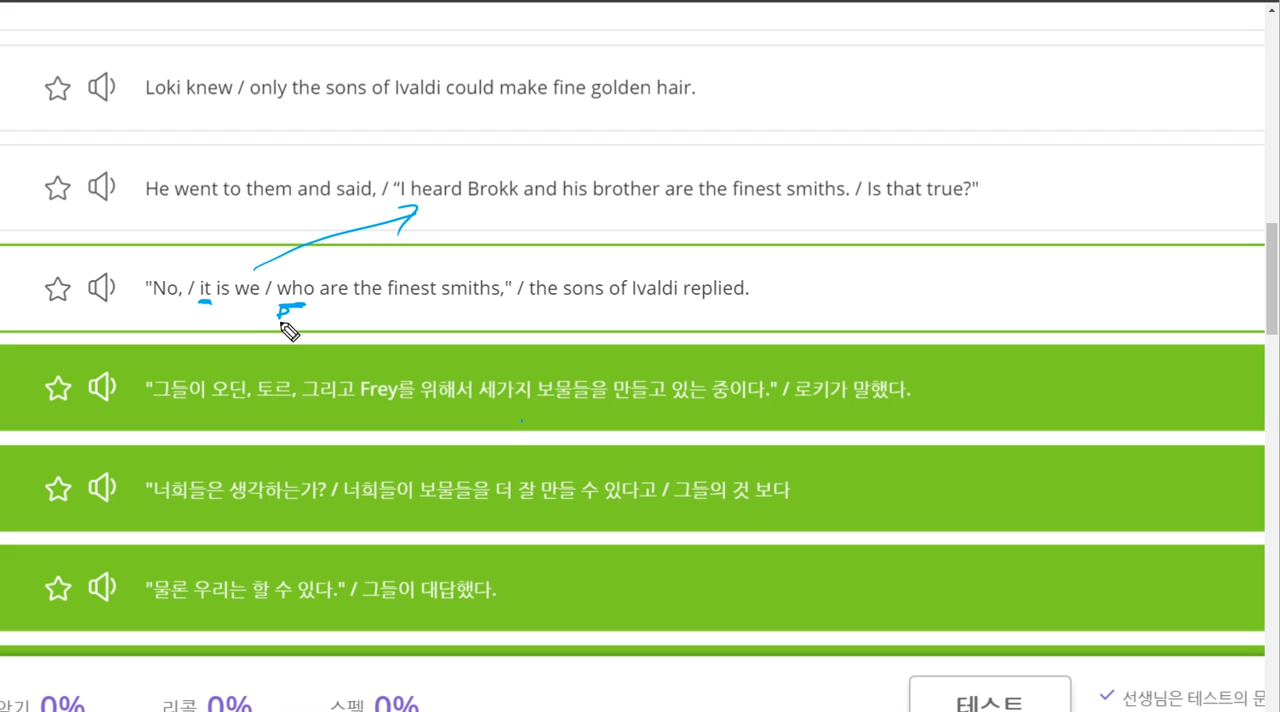 Loki knew / only the sons of Ivaldi could make fine golden hair.
He went to them and said, / “I heard Brokk and his brother are the finest smiths. / Is that true?"
"No, / it is we / who are the finest smiths," / the sons of Ivaldi replied.
"그들이 오딘, 토르, 그리고 Frey를 위해서 세가지 보물들을 만들고 있는 중이다." / 로키가 말했다.
"너희들은 생각하는가? / 너희들이 보물들을 더 잘 만들 수 있다고 / 그들의 것 보다
"물론 우리는 할 수 있다." / 그들이 대답했다.
암기 0% 리콜 0% 스펠 0% 테스트 선생님은 테스트의 문